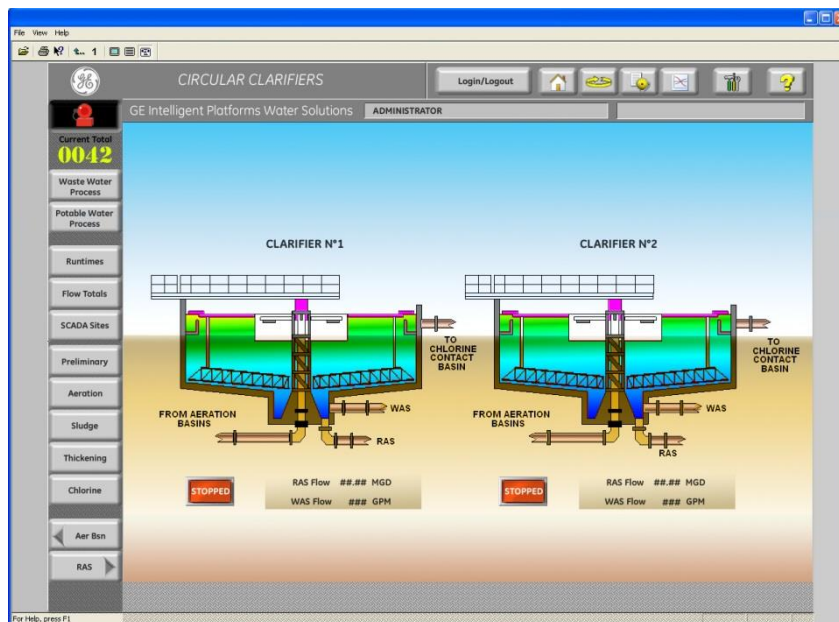 File View Help
1
CIRCULAR CLARIFIERS
Login/Logout
GE Intelligent Platforms Water Solutions
ADMINISTRATOR
Current Total
0042
Waste Water
Process
Potable Water
Process
Runtimes
Flow Totals
SCADA Sites
Preliminary
Aeration
Sludge
Thickening
Chlorine
Aer Bsn
RAS
CLARIFIER N°1
TO
CHLORINE
CONTACT
BASIN
FROM AERATION
BASINS
WAS
RAS
STOPPED
RAS Flow ##.## MGD
WAS Flow ### GPM
CLARIFIER N°2
TO
CHLORINE
CONTACT
BASIN
FROM AERATION
BASINS
WAS
RAS
STOPPED
RAS Flow ##.## MGD
WAS Flow ### GPM
For Help, press F1